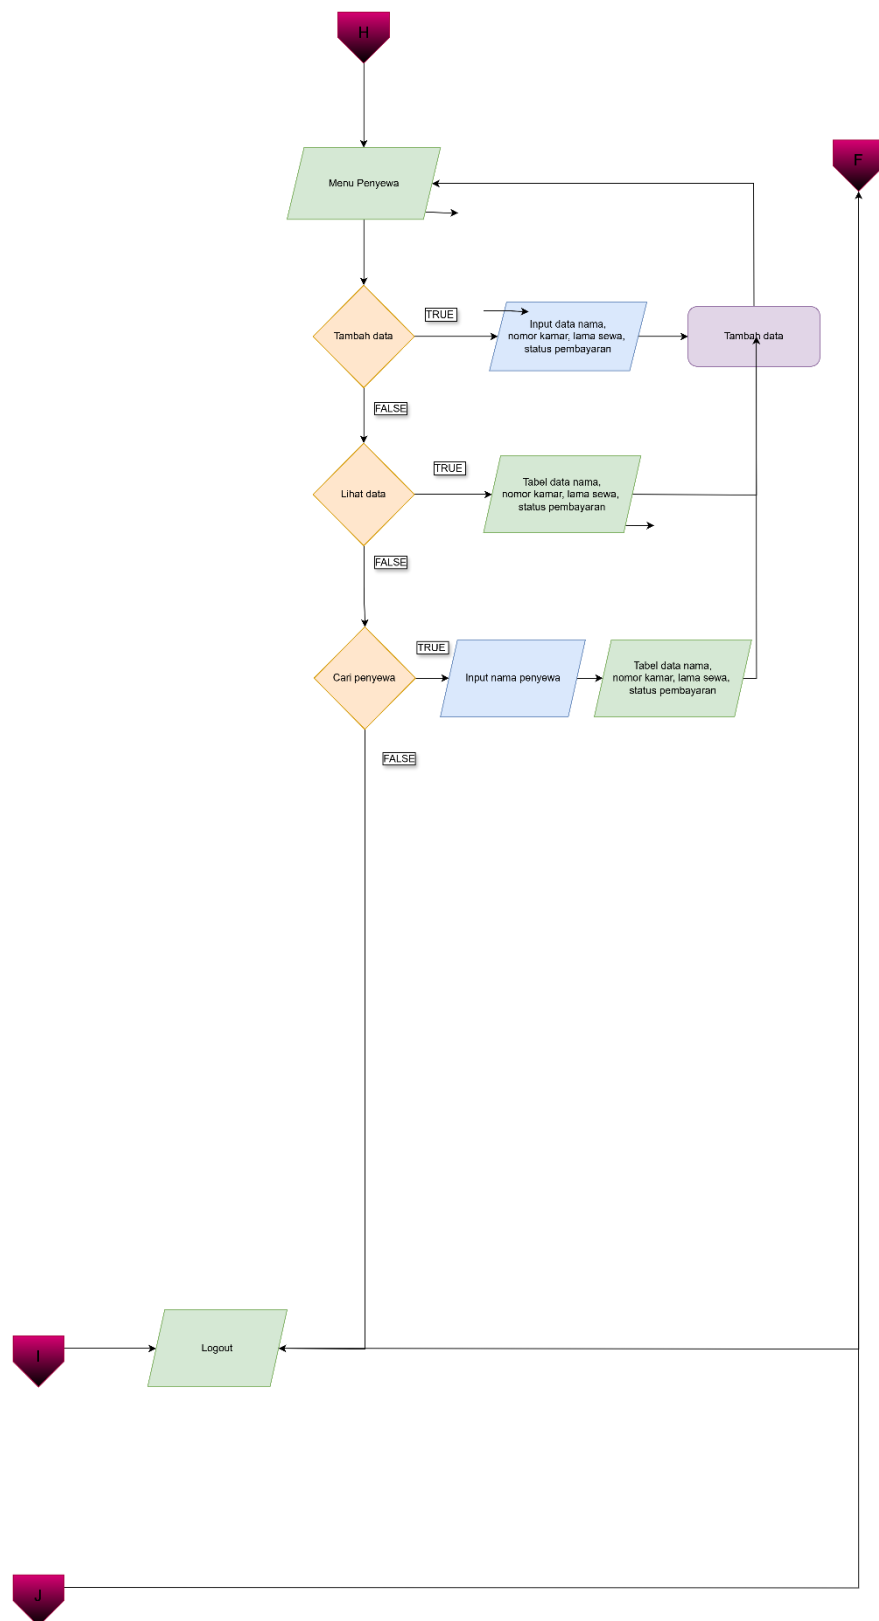 H
F
Menu Penyewa
TRUE
Tambah data
Input data nama,
nomor kamar, lama sewa,
status pembayaran
Tambah data
FALSE
TRUE
Lihat data
Tabel data nama,
nomor kamar, lama sewa,
status pembayaran
FALSE
TRUE
Cari penyewa
Input nama penyewa
Tabel data nama,
nomor kamar, lama sewa,
status pembayaran
FALSE
I
Logout
J